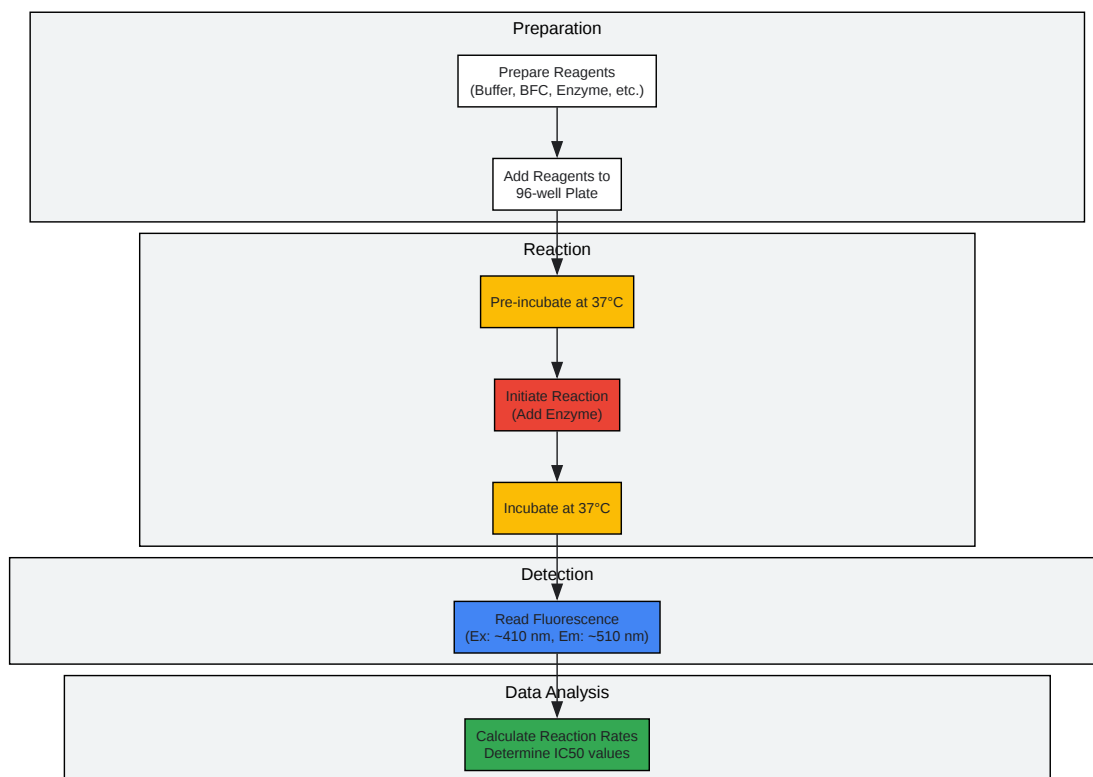 Preparation
Prepare Reagents
(Buffer, BFC, Enzyme, etc.)
Add Reagents to
96-well Plate
Reaction
Pre-incubate at 37°C
Initiate Reaction
(Add Enzyme)
Incubate at 37°C
Detection
Read Fluorescence
(Ex: ~410 nm, Em: ~510 nm)
Data Analysis
Calculate Reaction Rates
Determine IC50 values